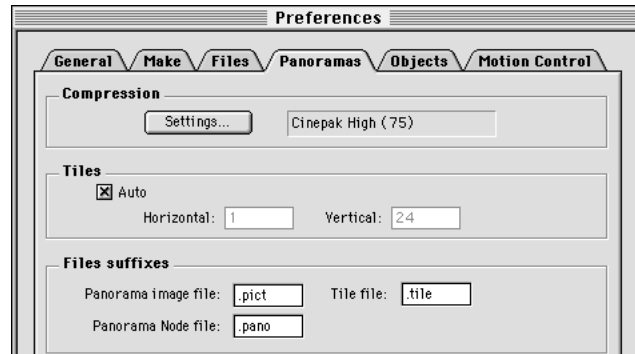 Preferences
General Make Files Panoramas Objects Motion Control
Compression
Settings... Cinepak High (75)
Tiles
Auto
Horizontal: 1 Vertical: 24
Files suffixes
Panorama image file: .pict Tile file: .tile
Panorama Node file: .pano